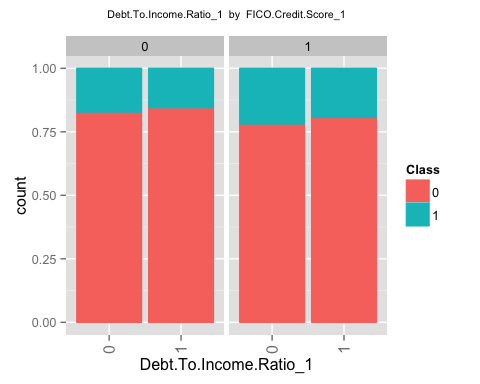 Debt.To.Income.Ratio_1 by FICO.Credit.Score_1
0 1
1.00
0.75
0.50
0.25
0.00
count
0 1 0 1
Debt.To.Income.Ratio_1
Class
0
1